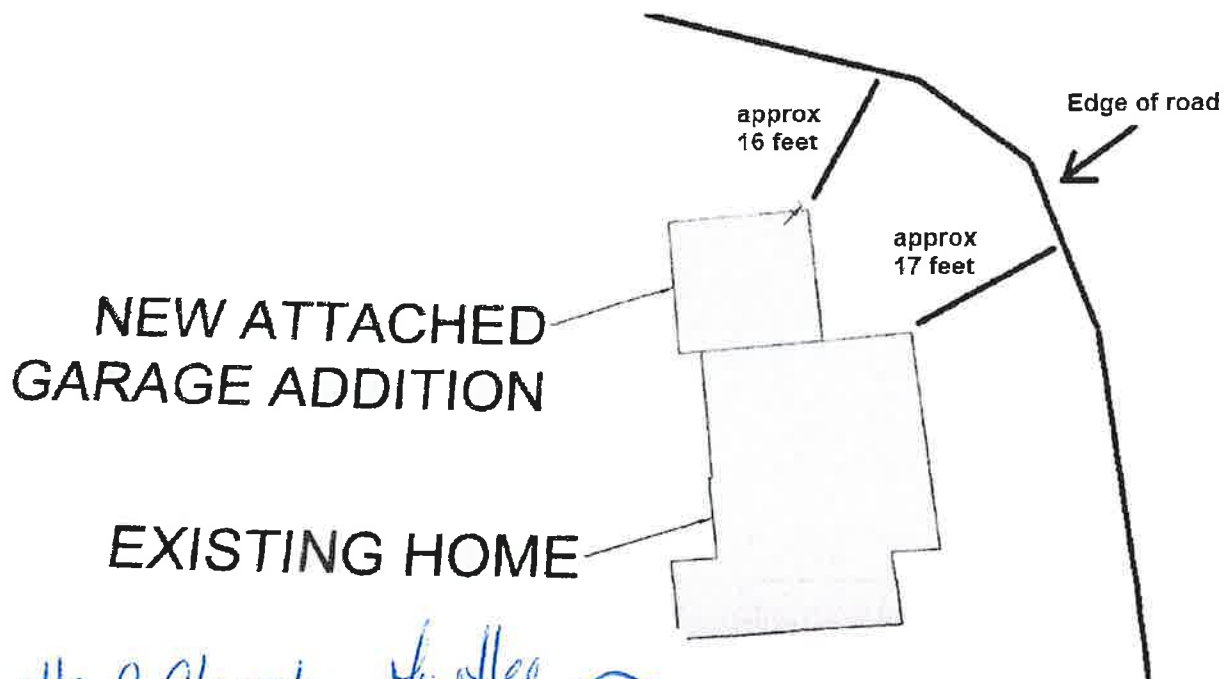 approx
16 feet
Edge of road
approx
17 feet
NEW ATTACHED
GARAGE ADDITION
EXISTING HOME